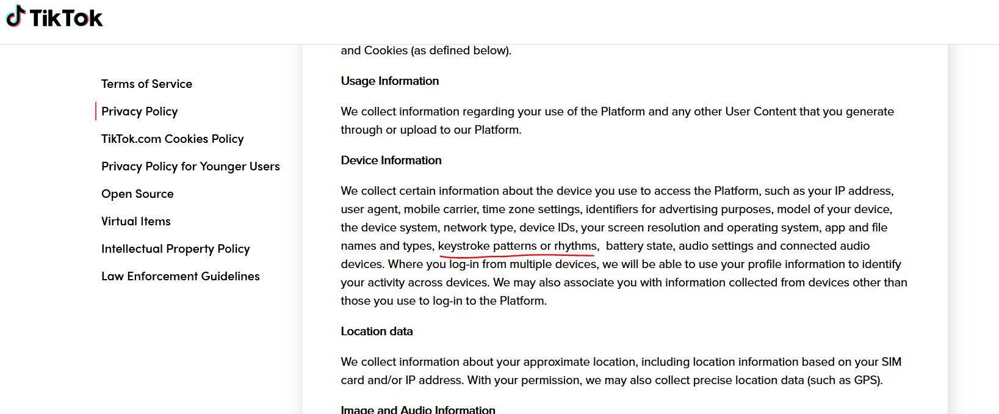 TikTok
Terms of Service
Privacy Policy
TikTok.com Cookies Policy
Privacy Policy for Younger Users
Open Source
Virtual Items
Intellectual Property Policy
Law Enforcement Guidelines
and Cookies (as defined below).
Usage Information
We collect information regarding your use of the Platform and any other User Content that you generate
through or upload to our Platform.
Device Information
We collect certain information about the device you use to access the Platform, such as your IP address,
user agent, mobile carrier, time zone settings, identifiers for advertising purposes, model of your device,
the device system, network type, device IDs, your screen resolution and operating system, app and file
names and types, keystroke patterns or rhythms, battery state, audio settings and connected audio
devices. Where you log-in from multiple devices, we will be able to use your profile information to identify
your activity across devices. We may also associate you with information collected from devices other than
those you use to log-in to the Platform.
Location data
We collect information about your approximate location, including location information based on your SIM
card and/or IP address. With your permission, we may also collect precise location data (such as GPS).
Image and Audio Information